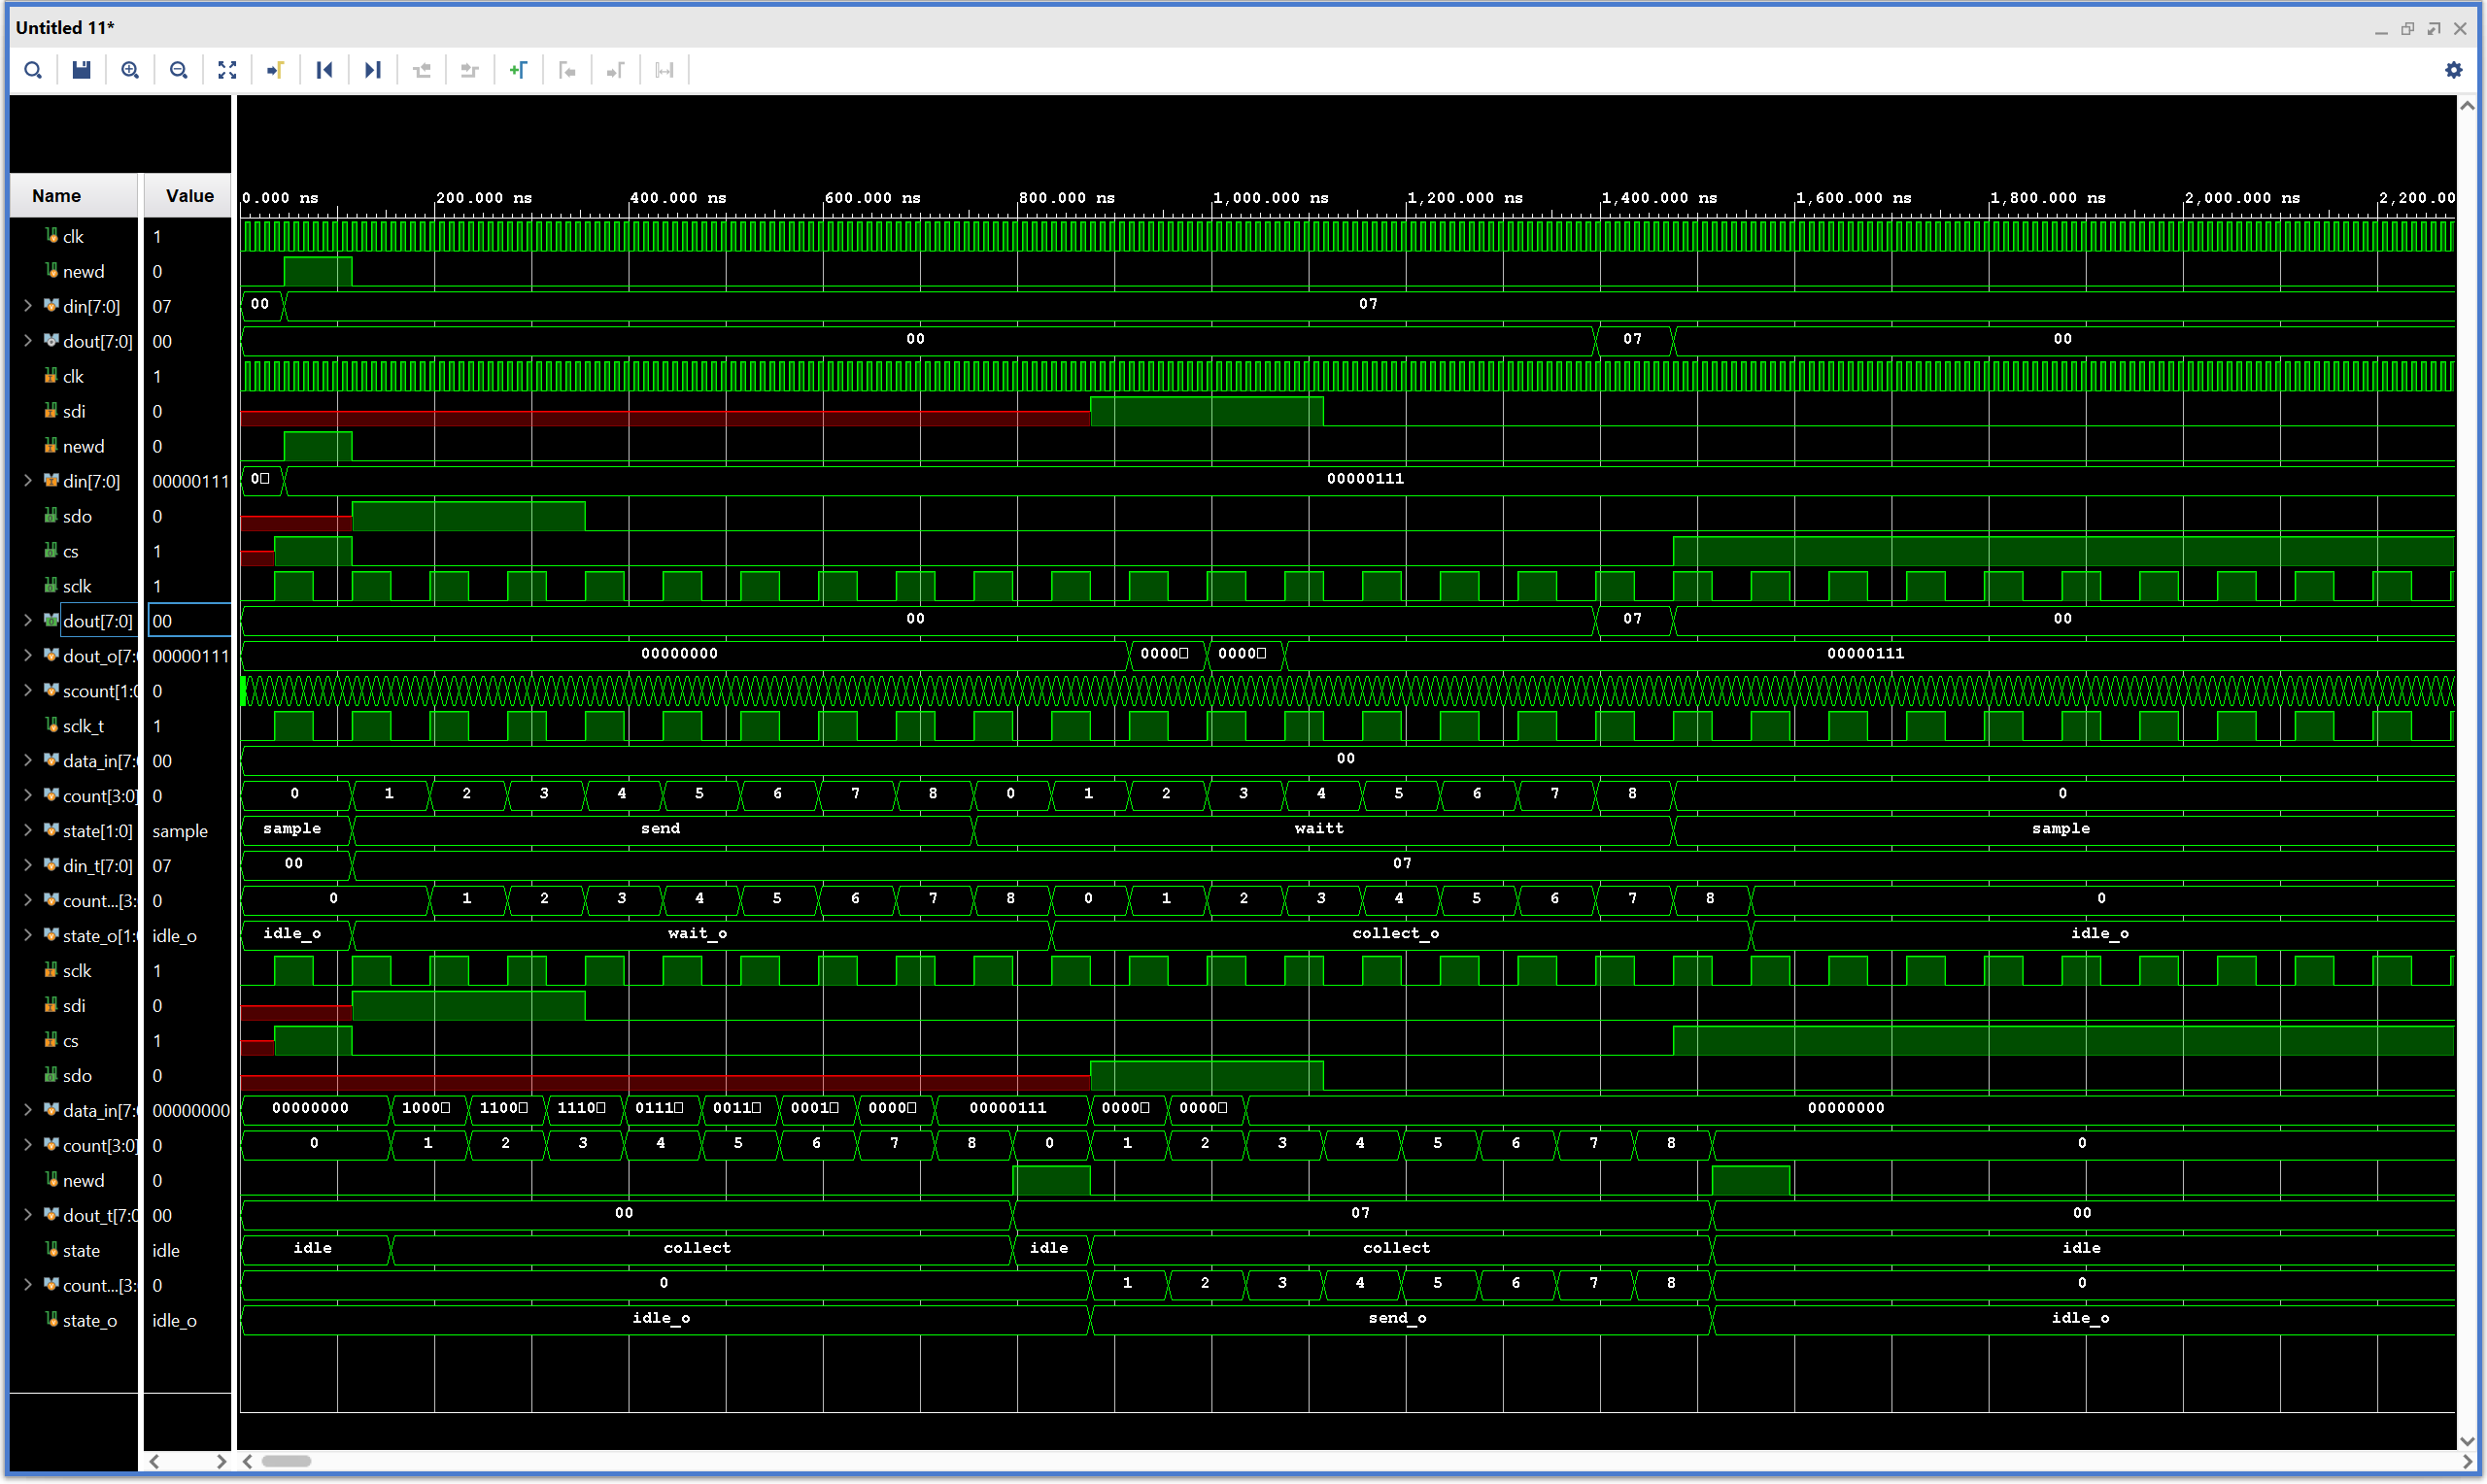 Untitled 11*
Name Value 0.000 ns 200.000 ns 400.000 ns 600.000 ns 800.000 ns 1,000.000 ns 1,200.000 ns 1,400.000 ns 1,600.000 ns 1,800.000 ns 2,000.000 ns 2,200.00
clk 1
newd 0
din[7:0] 07 00 07
dout[7:0] 00 00 07 00
clk 1
sdi 0
newd 0
din[7:0] 00000111 0□ 00000111
sdo 0
cs 1
sclk 1
dout[7:0] 00 00 07 00
dout_o[7:0 00000111 00000000 0000□ 0000□ 00000111
scount[1:0 0
sclk_t 1
data_in[7:0 00 00
count[3:0] 0 0 1 2 3 4 5 6 7 8 0 1 2 3 4 5 6 7 8 0
state[1:0] sample sample send waitt sample
din_t[7:0] 07 00 07
count...[3: 0 0 1 2 3 4 5 6 7 8 0 1 2 3 4 5 6 7 8 0
state_o[1:0 idle_o idle_o wait_o collect_o idle_o
sclk 1
sdi 0
cs 1
sdo 0
data_in[7:0 00000000 00000000 1000□ 1100□ 1110□ 0111□ 0011□ 0001□ 0000□ 00000111 0000□ 0000□ 00000000
count[3:0] 0 0 1 2 3 4 5 6 7 8 0 1 2 3 4 5 6 7 8 0
newd 0
dout_t[7:0 00 00 07 00
state idle idle collect idle collect idle
count...[3: 0 0 1 2 3 4 5 6 7 8 0
state_o idle_o idle_o send_o idle_o